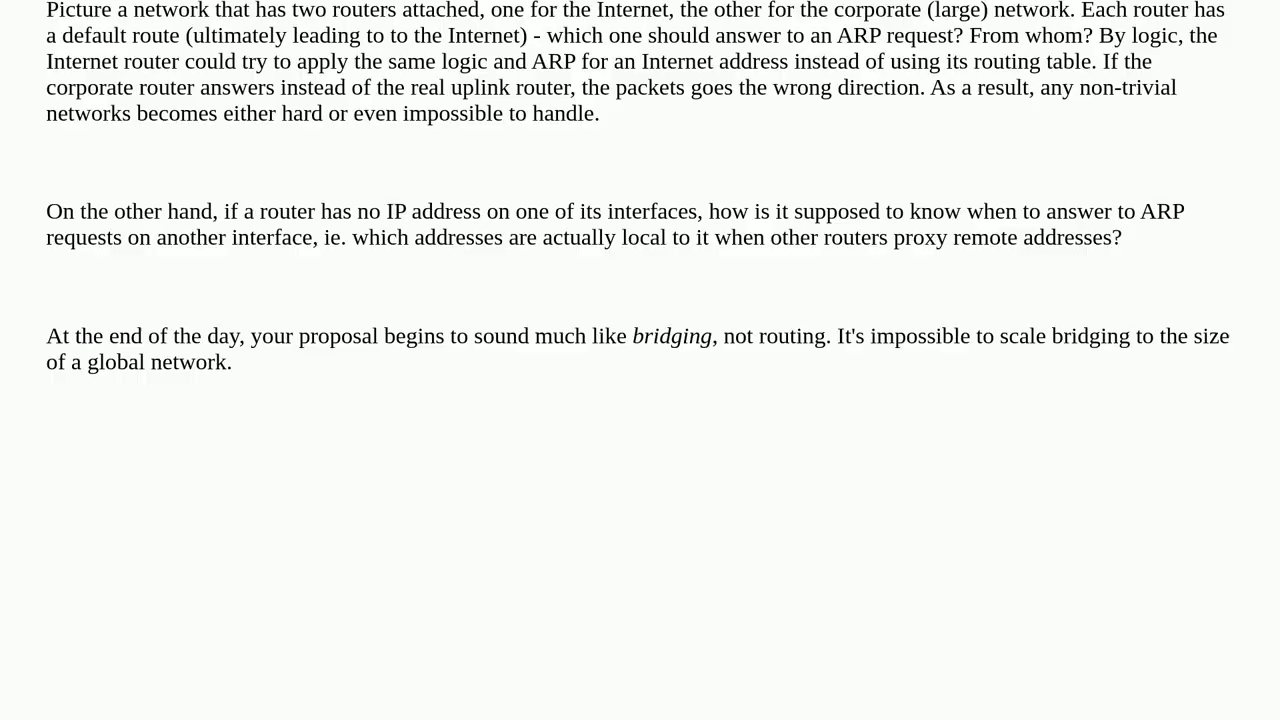 Picture a network that has two routers attached, one for the Internet, the other for the corporate (large) network. Each router has
a default route (ultimately leading to to the Internet) - which one should answer to an ARP request? From whom? By logic, the
Internet router could try to apply the same logic and ARP for an Internet address instead of using its routing table. If the
corporate router answers instead of the real uplink router, the packets goes the wrong direction. As a result, any non-trivial
networks becomes either hard or even impossible to handle.
On the other hand, if a router has no IP address on one of its interfaces, how is it supposed to know when to answer to ARP
requests on another interface, ie. which addresses are actually local to it when other routers proxy remote addresses?
At the end of the day, your proposal begins to sound much like bridging, not routing. It's impossible to scale bridging to the size
of a global network.